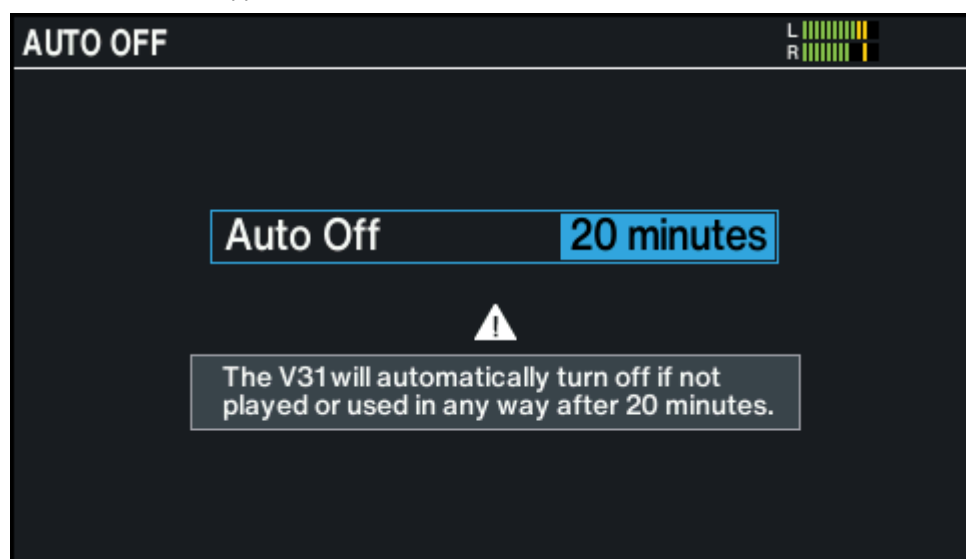 AUTO OFF
L
R
Auto Off 20 minutes
The V31 will automatically turn off if not
played or used in any way after 20 minutes.